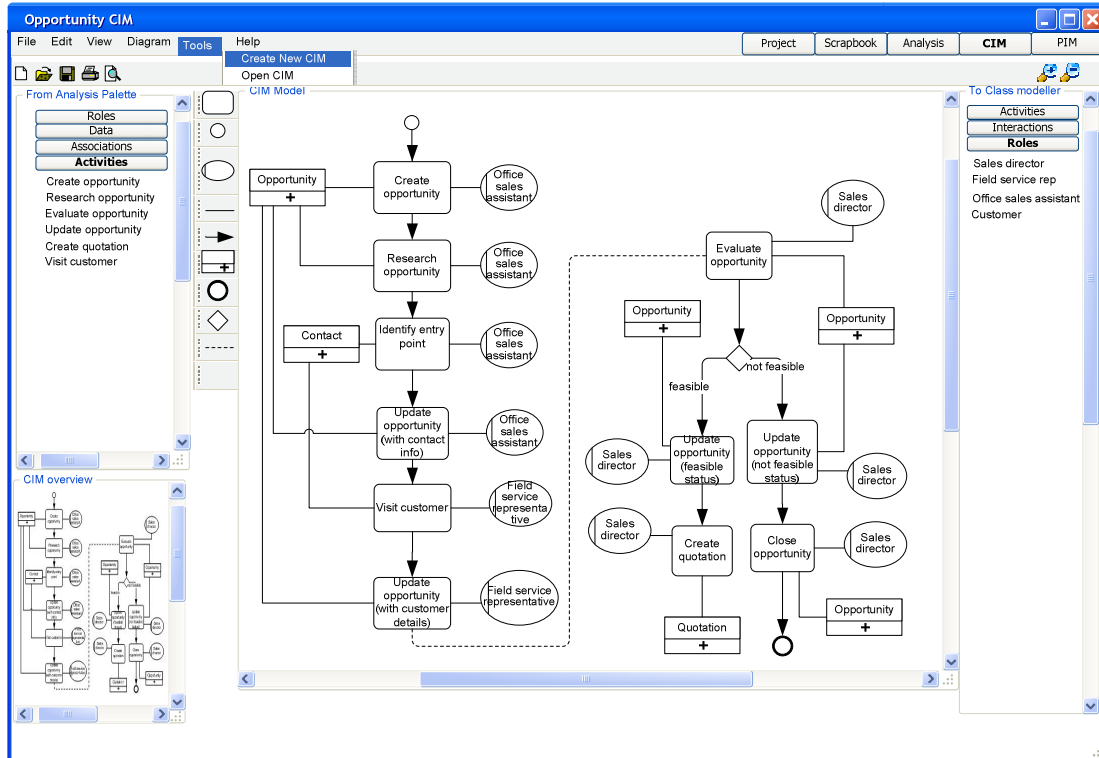 Opportunity CIM
File Edit View Diagram Tools Help
Project Scrapbook Analysis CIM PIM
Create New CIM
Open CIM
From Analysis Palette
Roles
Data
Associations
Activities
Create opportunity
Research opportunity
Evaluate opportunity
Update opportunity
Create quotation
Visit customer
CIM overview
CIM Model
Opportunity
+
Create
opportunity
Office
sales
assistant
Research
opportunity
Office
sales
assistant
Contact
+
Identify entry
point
Office
sales
assistant
Update
opportunity
(with contact
info)
Office
sales
assistant
Visit customer
Field
service
representa
tive
Update
opportunity
(with customer
details)
Field service
representative
Sales
director
Evaluate
opportunity
Opportunity
+
Opportunity
+
not feasible
feasible
Update
opportunity
(feasible
status)
Sales
director
Update
opportunity
(not feasible
status)
Sales
director
Sales
director
Create
quotation
Close
opportunity
Sales
director
Quotation
+
Opportunity
+
To Class modeller
Activities
Interactions
Roles
Sales director
Field service rep
Office sales assistant
Customer